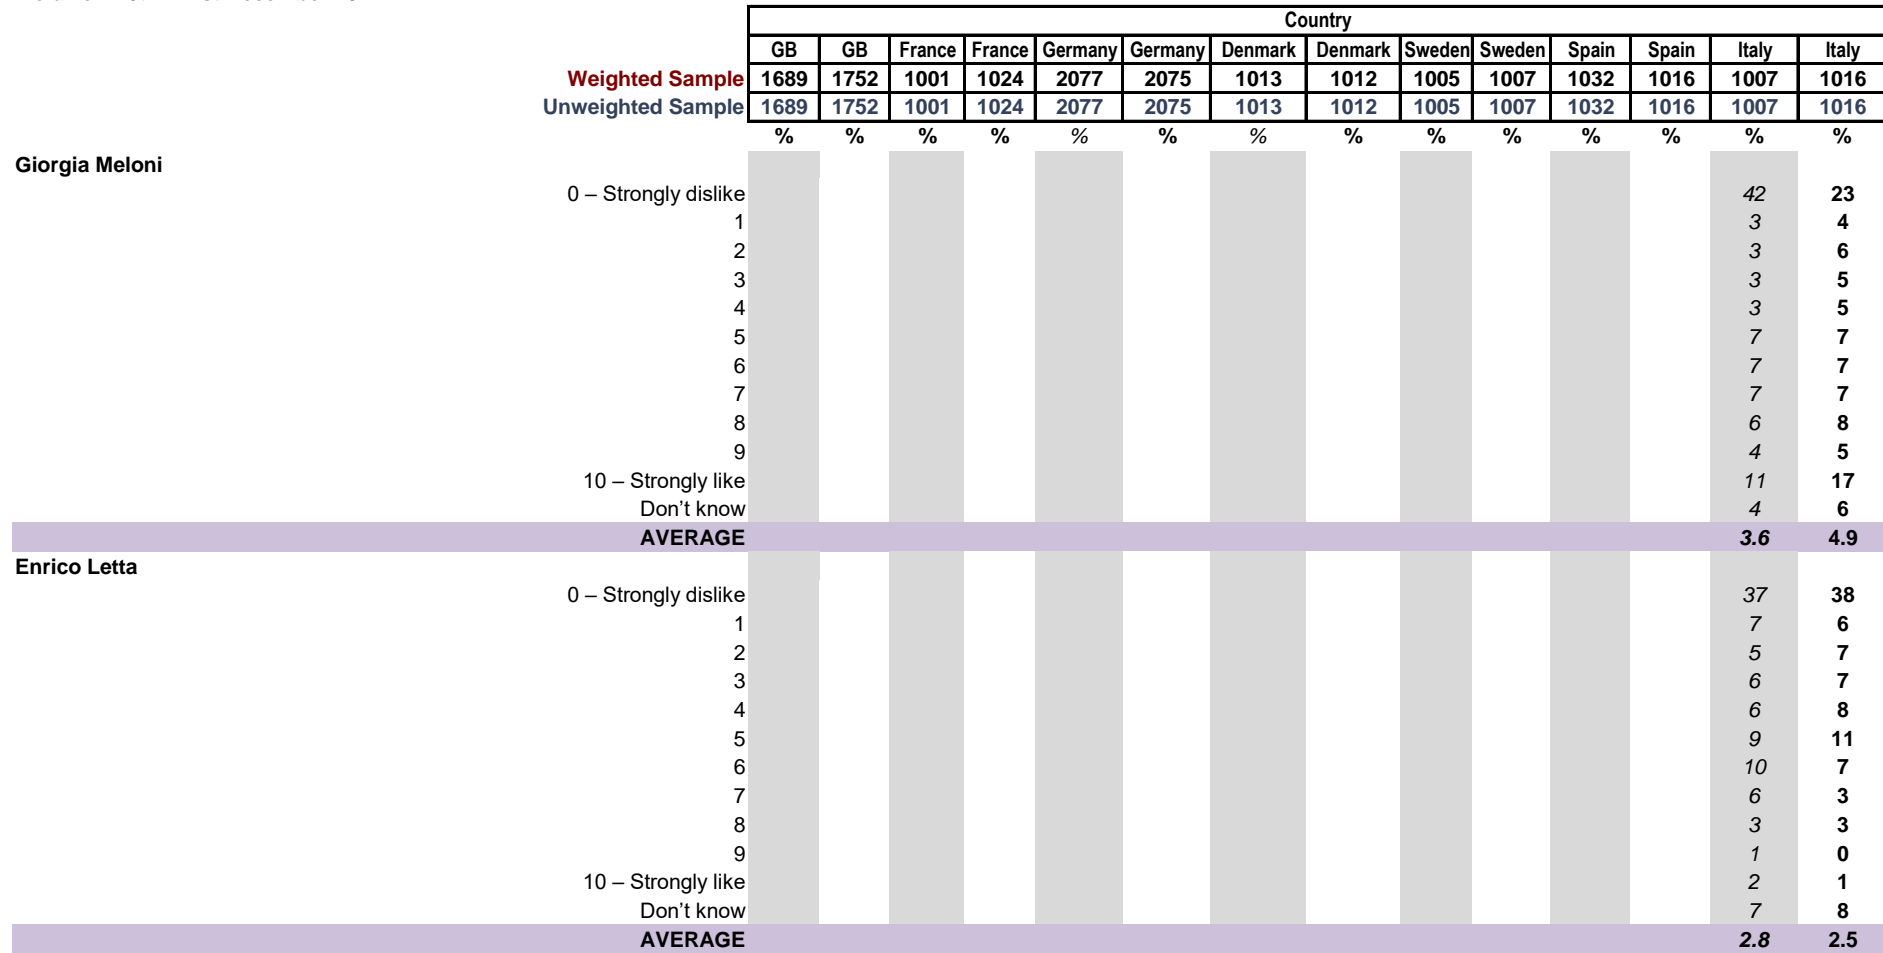 Country
GB GB France France Germany Germany Denmark Denmark Sweden Sweden Spain Spain Italy Italy
Weighted Sample 1689 1752 1001 1024 2077 2075 1013 1012 1005 1007 1032 1016 1007 1016
Unweighted Sample 1689 1752 1001 1024 2077 2075 1013 1012 1005 1007 1032 1016 1007 1016
% % % % % % % % % % % % % %
Giorgia Meloni
0 – Strongly dislike 42 23
1 3 4
2 3 6
3 3 5
4 3 5
5 7 7
6 7 7
7 7 7
8 6 8
9 4 5
10 – Strongly like 11 17
Don't know 4 6
AVERAGE 3.6 4.9
Enrico Letta
0 – Strongly dislike 37 38
1 7 6
2 5 7
3 6 7
4 6 8
5 9 11
6 10 7
7 6 3
8 3 3
9 1 0
10 – Strongly like 2 1
Don't know 7 8
AVERAGE 2.8 2.5